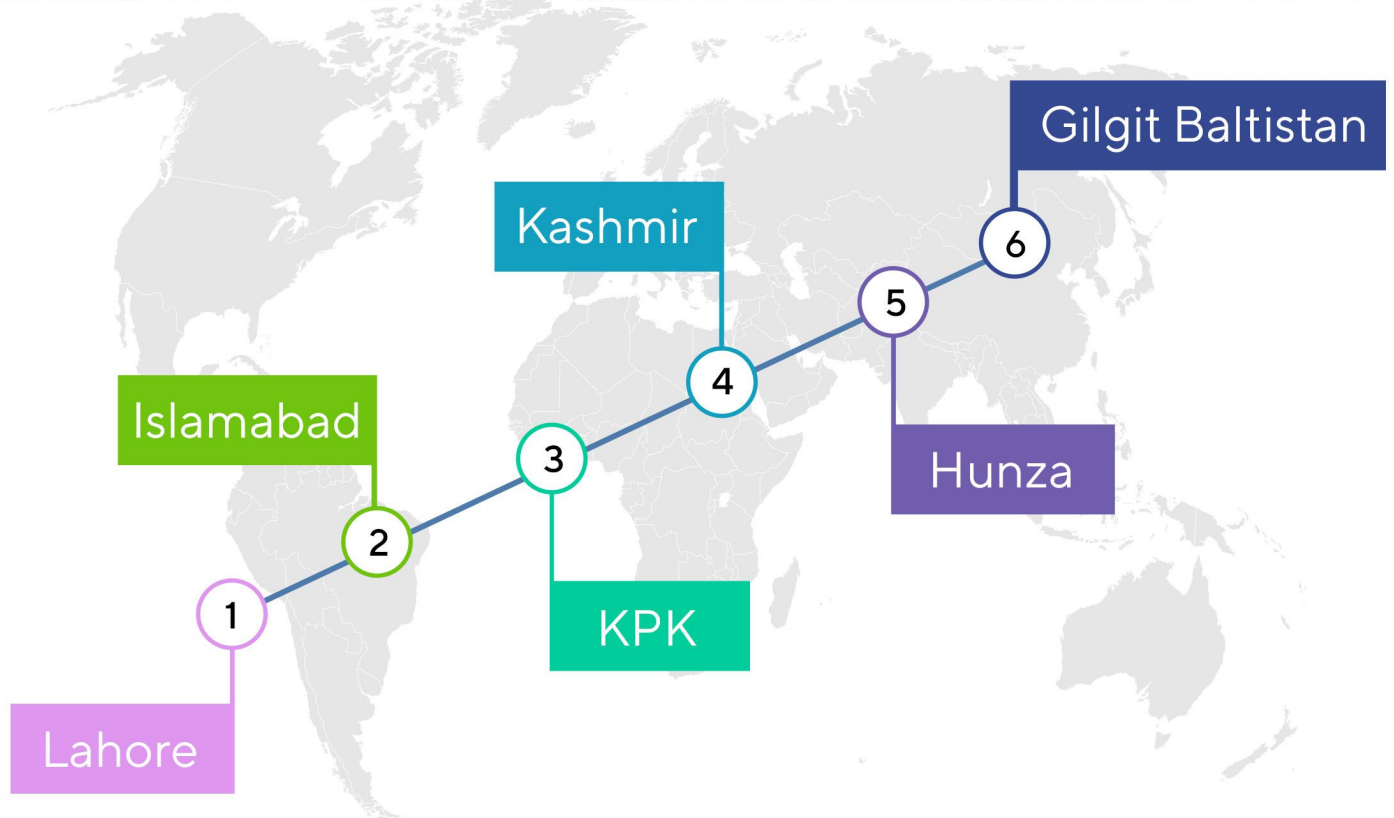 Gilgit Baltistan
6
Kashmir
5
4
Islamabad
3
Hunza
2
1
KPK
Lahore